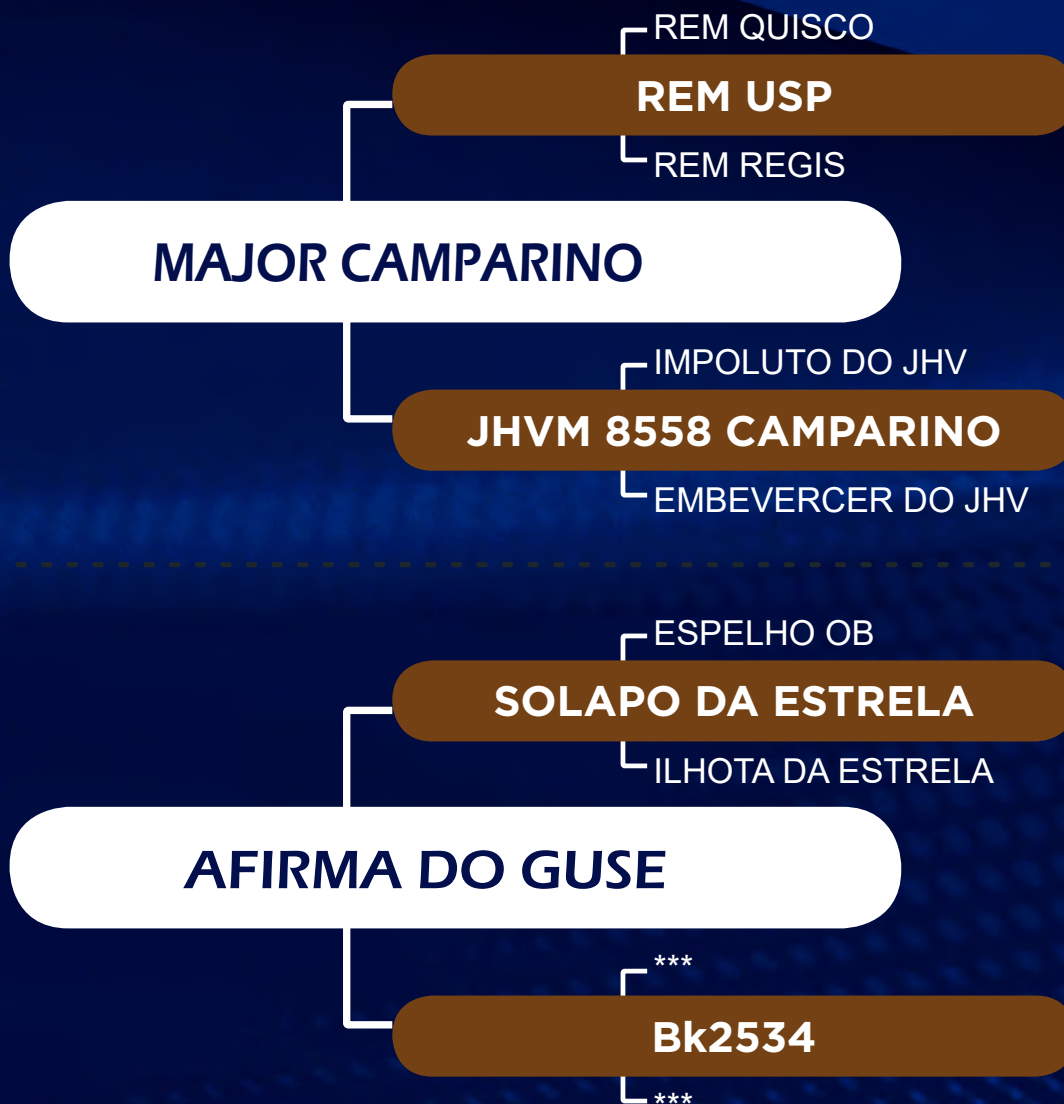 REM QUISCO
REM USP
REM REGIS
MAJOR CAMPARINO
IMPOLUTO DO JHV
JHVM 8558 CAMPARINO
EMBEVERCER DO JHV
ESPELHO OB
SOLAPO DA ESTRELA
ILHOTA DA ESTRELA
AFIRMA DO GUSE
***
Bk2534
***